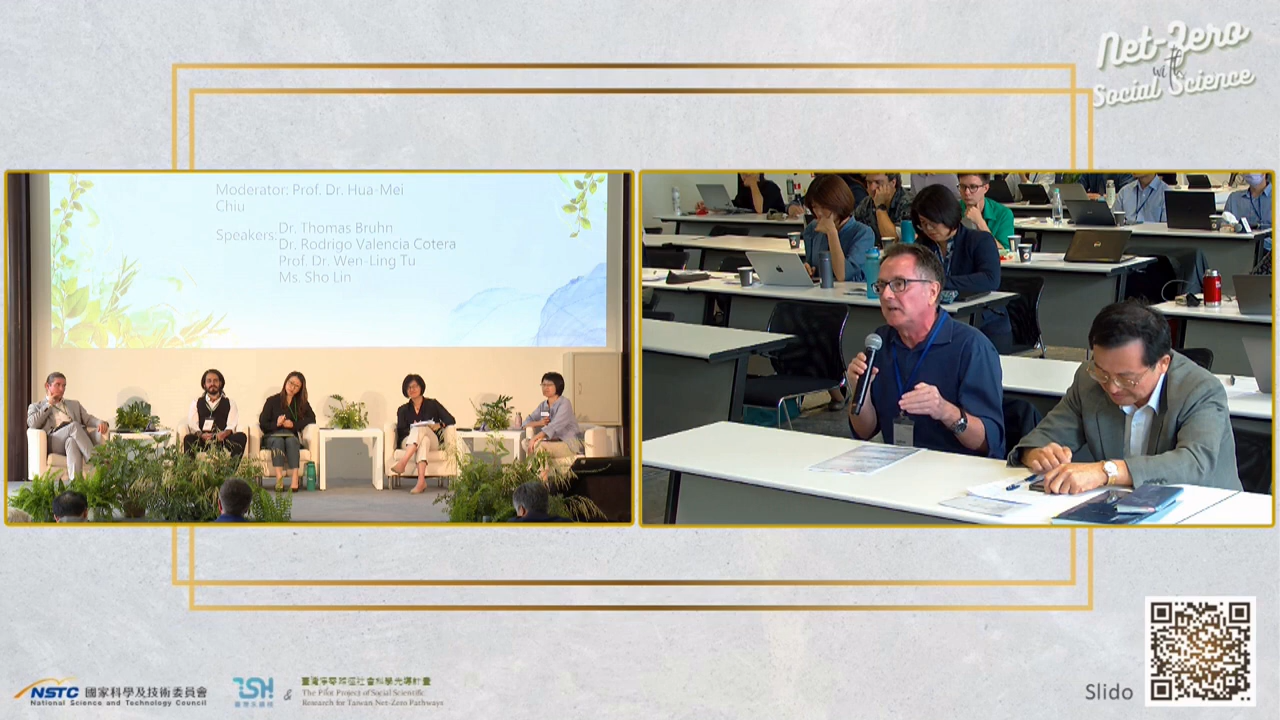 Net-Zero
with
Social Science
Moderator: Prof. Dr. Hua-Mei
Chiu
Speakers:
Dr. Thomas Bruhn
Dr. Rodrigo Valencia Cotera
Prof. Dr. Wen-Ling Tu
Ms. Sho Lin
NSTC 國家科學及技術委員會
National Science and Technology Council
RSH
&
臺灣淨零路徑社會科學先導計畫
The Pilot Project of Social Scientific
Research for Taiwan Net-Zero Pathways
Slido